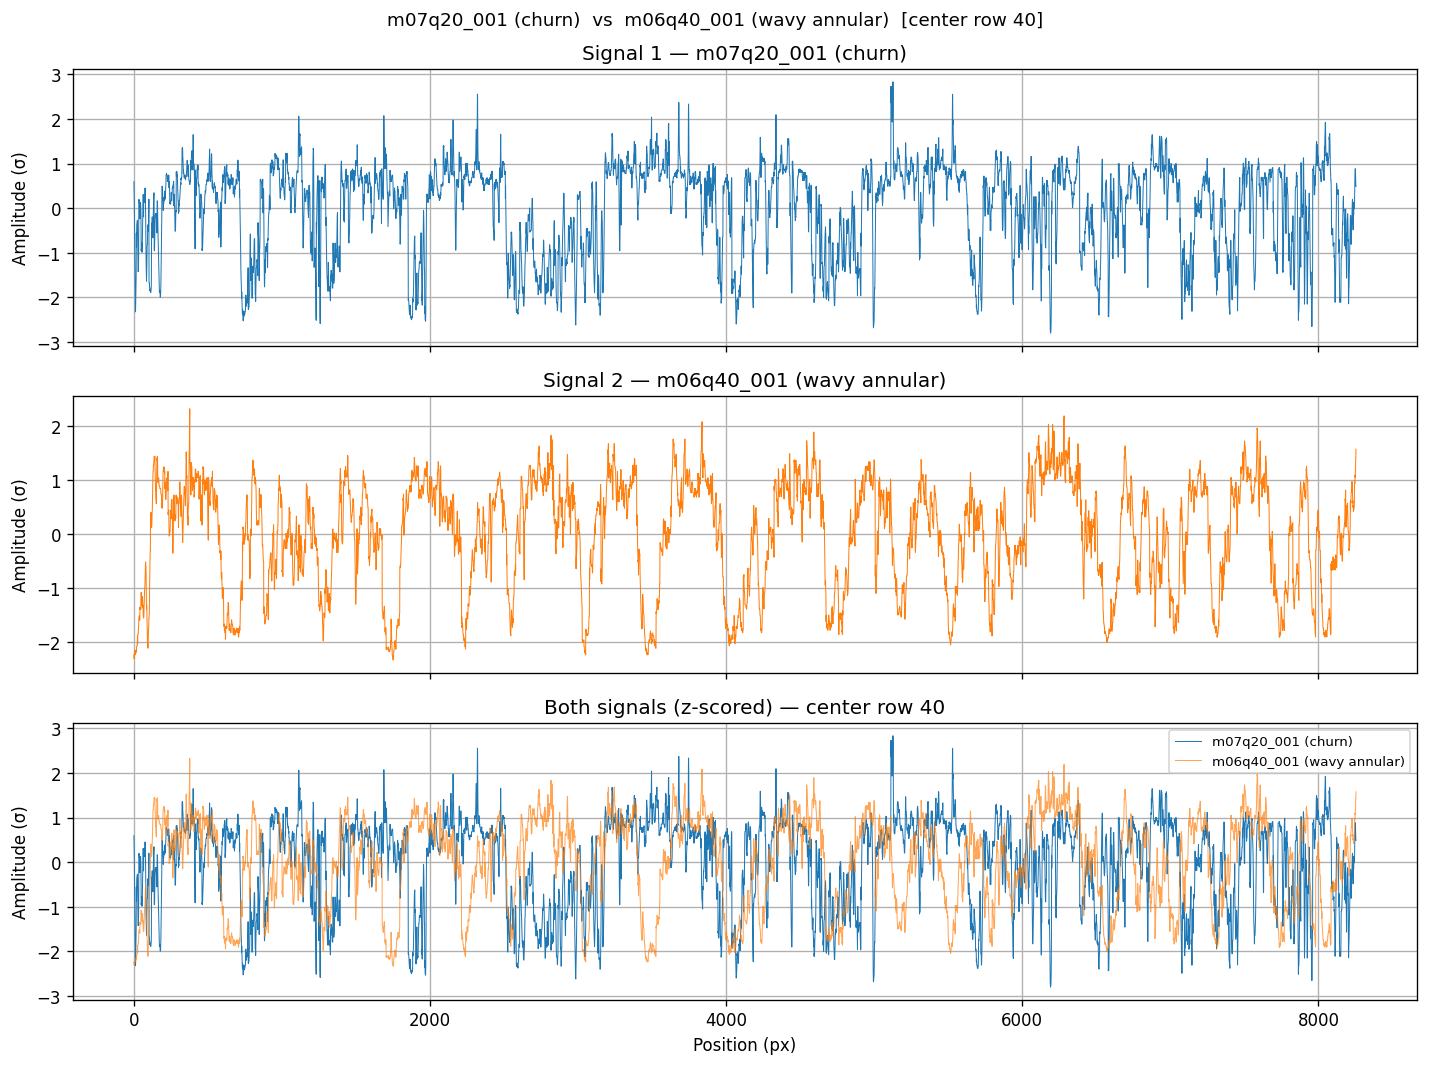 m07q20_001 (churn)  vs  m06q40_001 (wavy annular)  [center row 40]
Signal 1 — m07q20_001 (churn)
3
2
1
0
−1
−2
−3
Amplitude (σ)
Signal 2 — m06q40_001 (wavy annular)
2
1
0
−1
−2
Amplitude (σ)
Both signals (z-scored) — center row 40
3
2
1
0
−1
−2
−3
Amplitude (σ)
m07q20_001 (churn)
m06q40_001 (wavy annular)
0 2000 4000 6000 8000
Position (px)